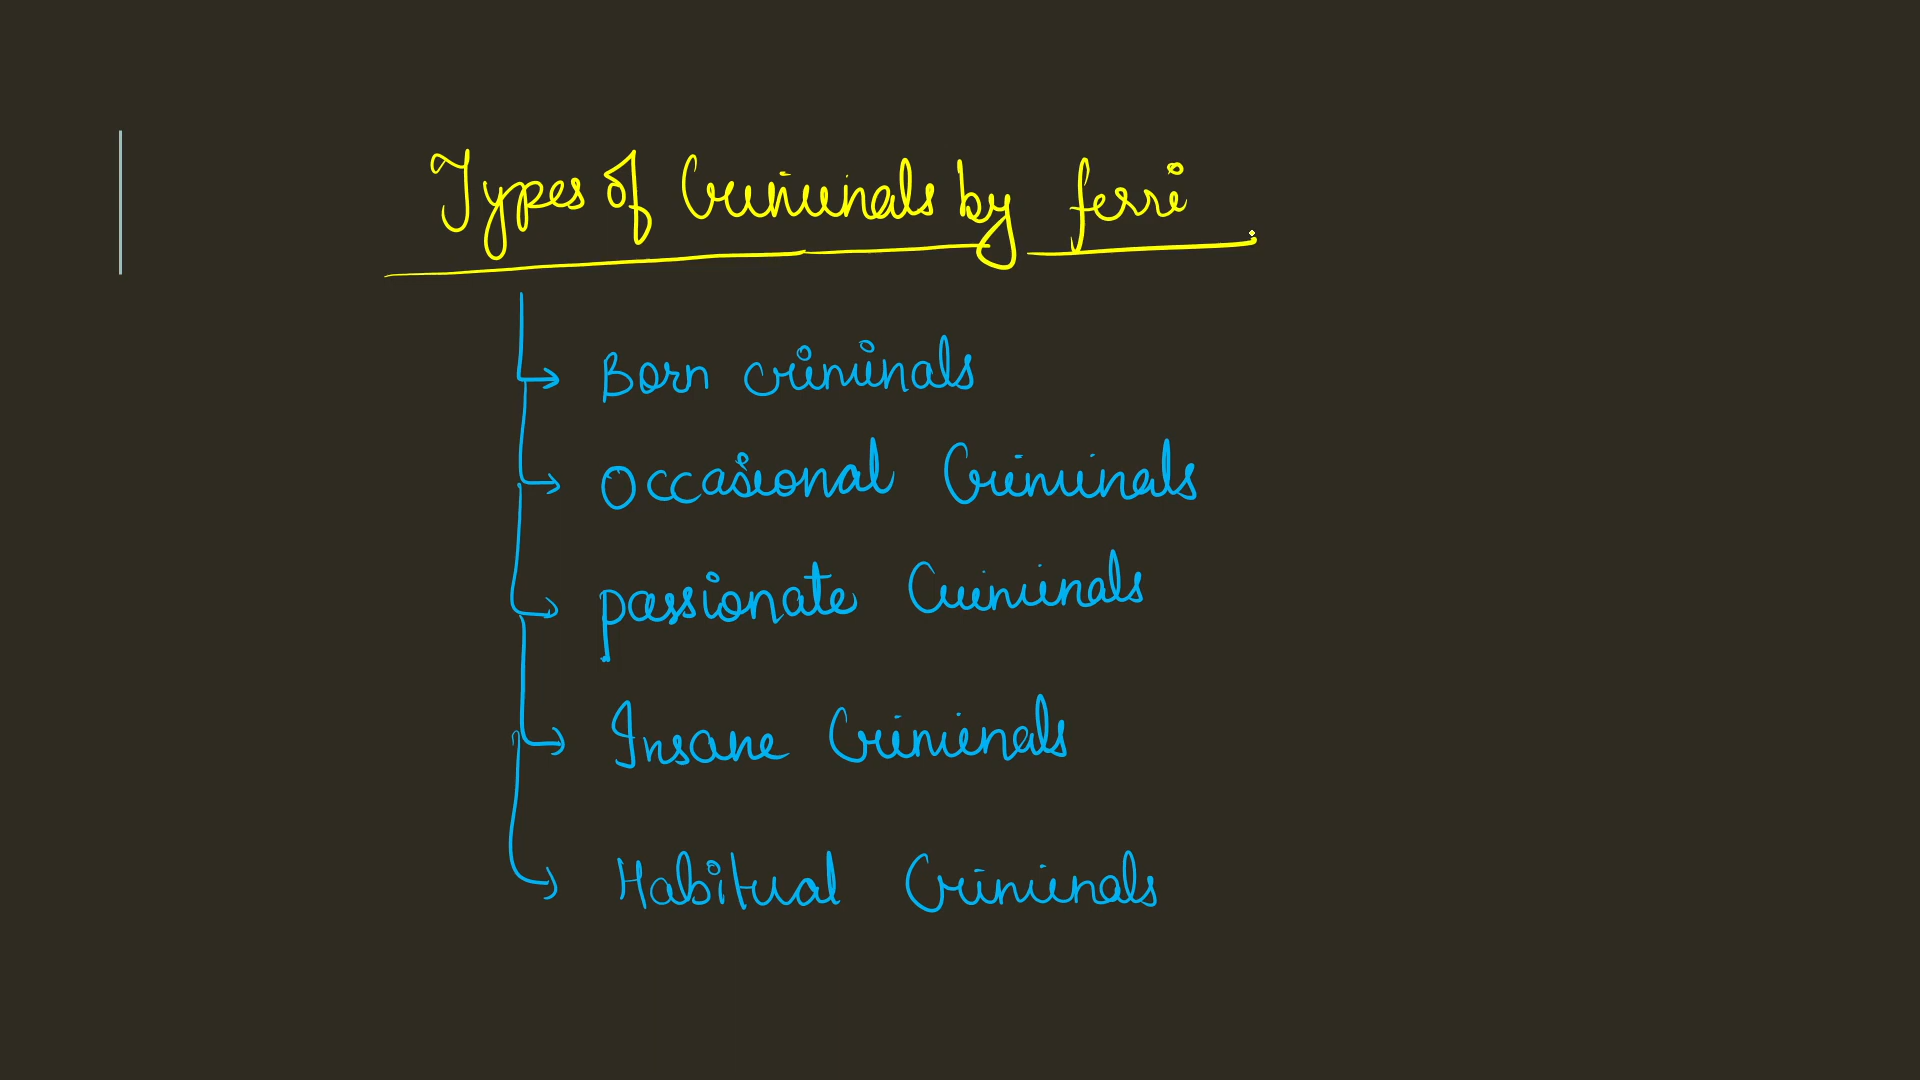 Types of Criminals by ferri
Born criminals
Occasional Criminals
passionate Criminals
Insane Criminals
Habitual Criminals